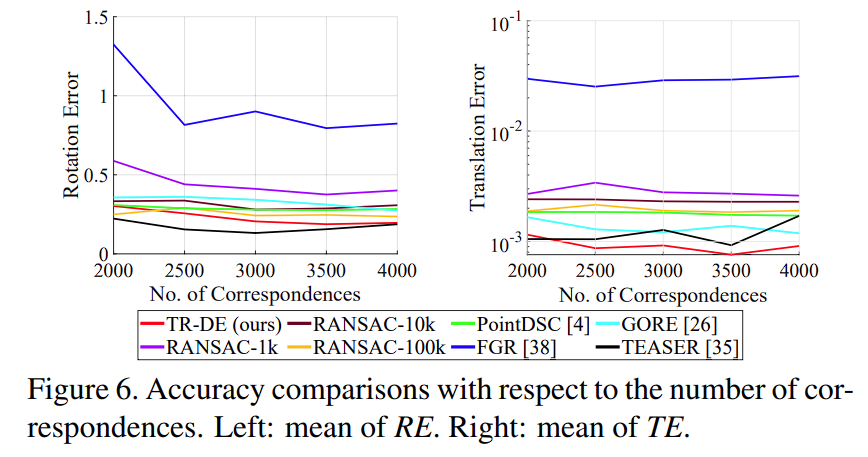 1.5
1
0.5
0
Rotation Error
2000 2500 3000 3500 4000
No. of Correspondences
10-1
10-2
10-3
Translation Error
2000 2500 3000 3500 4000
No. of Correspondences
TR-DE (ours) RANSAC-10k PointDSC [4] GORE [26]
RANSAC-1k RANSAC-100k FGR [38] TEASER [35]
Figure 6. Accuracy comparisons with respect to the number of cor-
respondences. Left: mean of RE. Right: mean of TE.